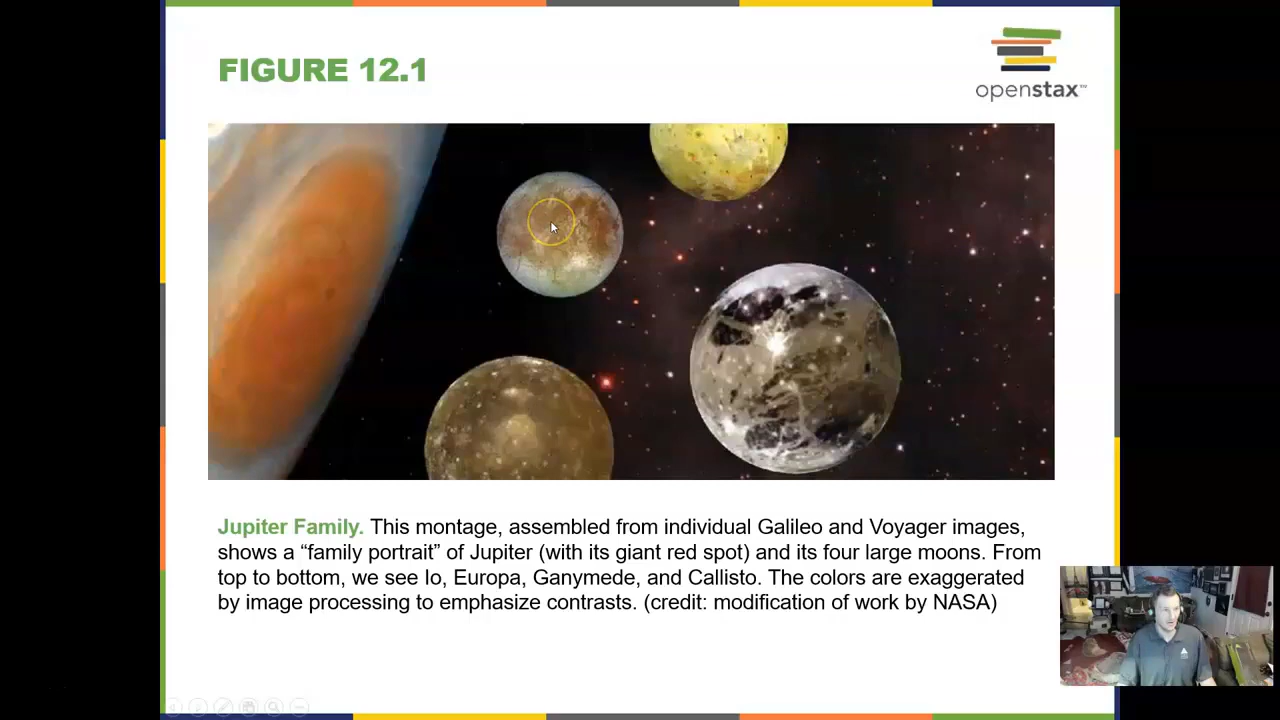 FIGURE 12.1
openstax™
Jupiter Family. This montage, assembled from individual Galileo and Voyager images,
shows a “family portrait” of Jupiter (with its giant red spot) and its four large moons. From
top to bottom, we see Io, Europa, Ganymede, and Callisto. The colors are exaggerated
by image processing to emphasize contrasts. (credit: modification of work by NASA)